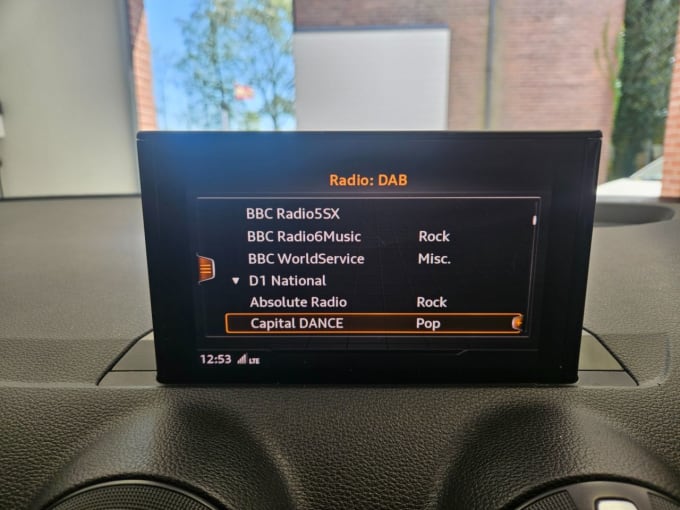 Radio: DAB
BBC Radio5SX
BBC Radio6Music Rock
BBC WorldService Misc.
D1 National
Absolute Radio Rock
Capital DANCE Pop
12:53 LTE